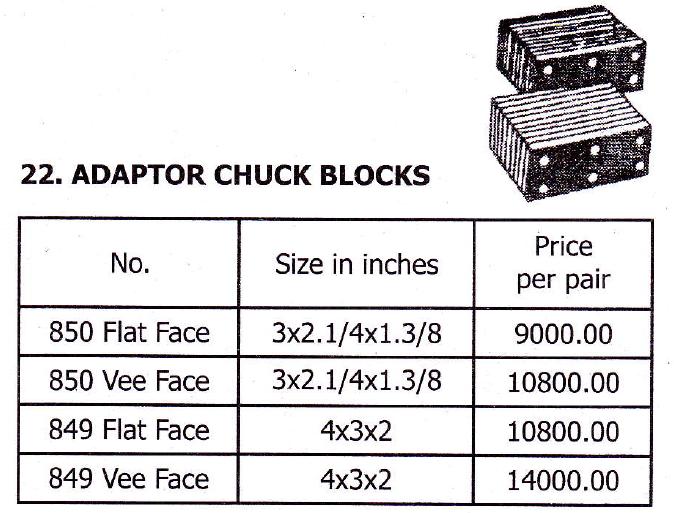 22. ADAPTOR CHUCK BLOCKS
No. Size in inches Price per pair
850 Flat Face 3x2.1/4x1.3/8 9000.00
850 Vee Face 3x2.1/4x1.3/8 10800.00
849 Flat Face 4x3x2 10800.00
849 Vee Face 4x3x2 14000.00